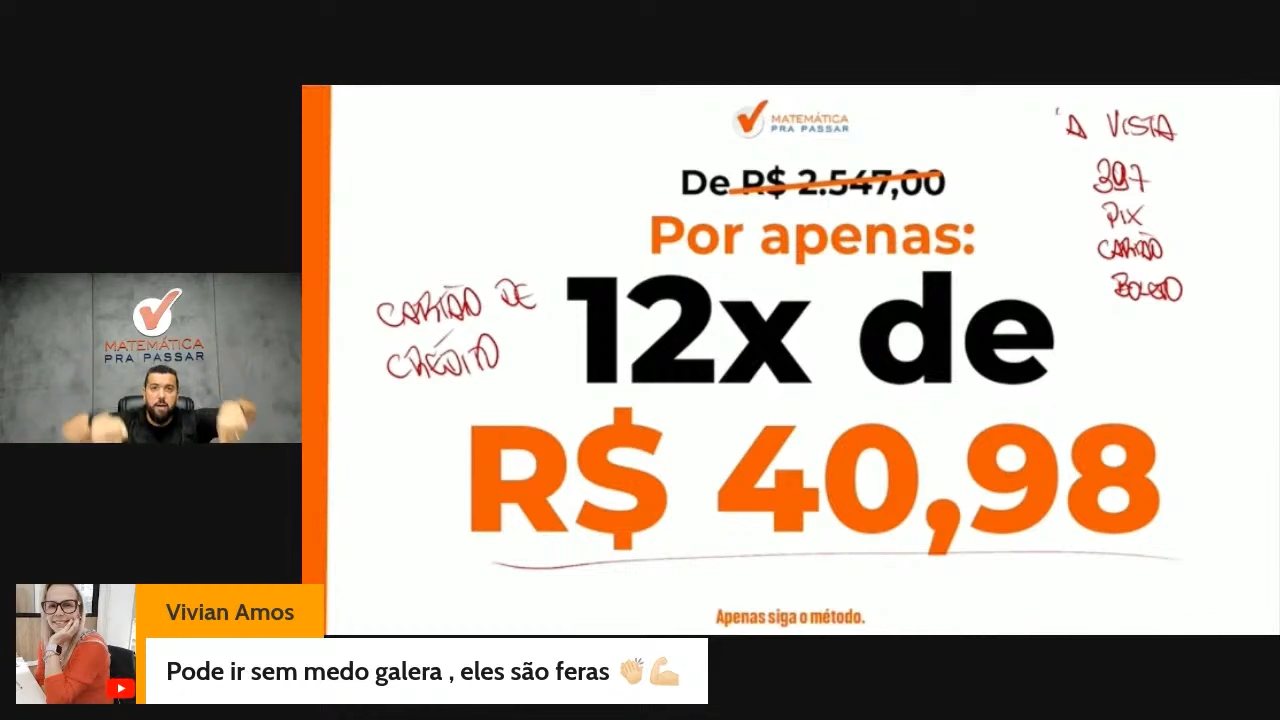 MATEMÁTICA
PRA PASSAR
De R$ 2.547,00
Por apenas:
12x de
R$ 40,98
Apenas siga o método.
CARTÃO DE
CRÉDITO
À VISTA
397
PIX
CARTÃO
BOLETO
MATEMÁTICA
PRA PASSAR
Vivian Amos
Pode ir sem medo galera , eles são feras 👏🏻💪🏻